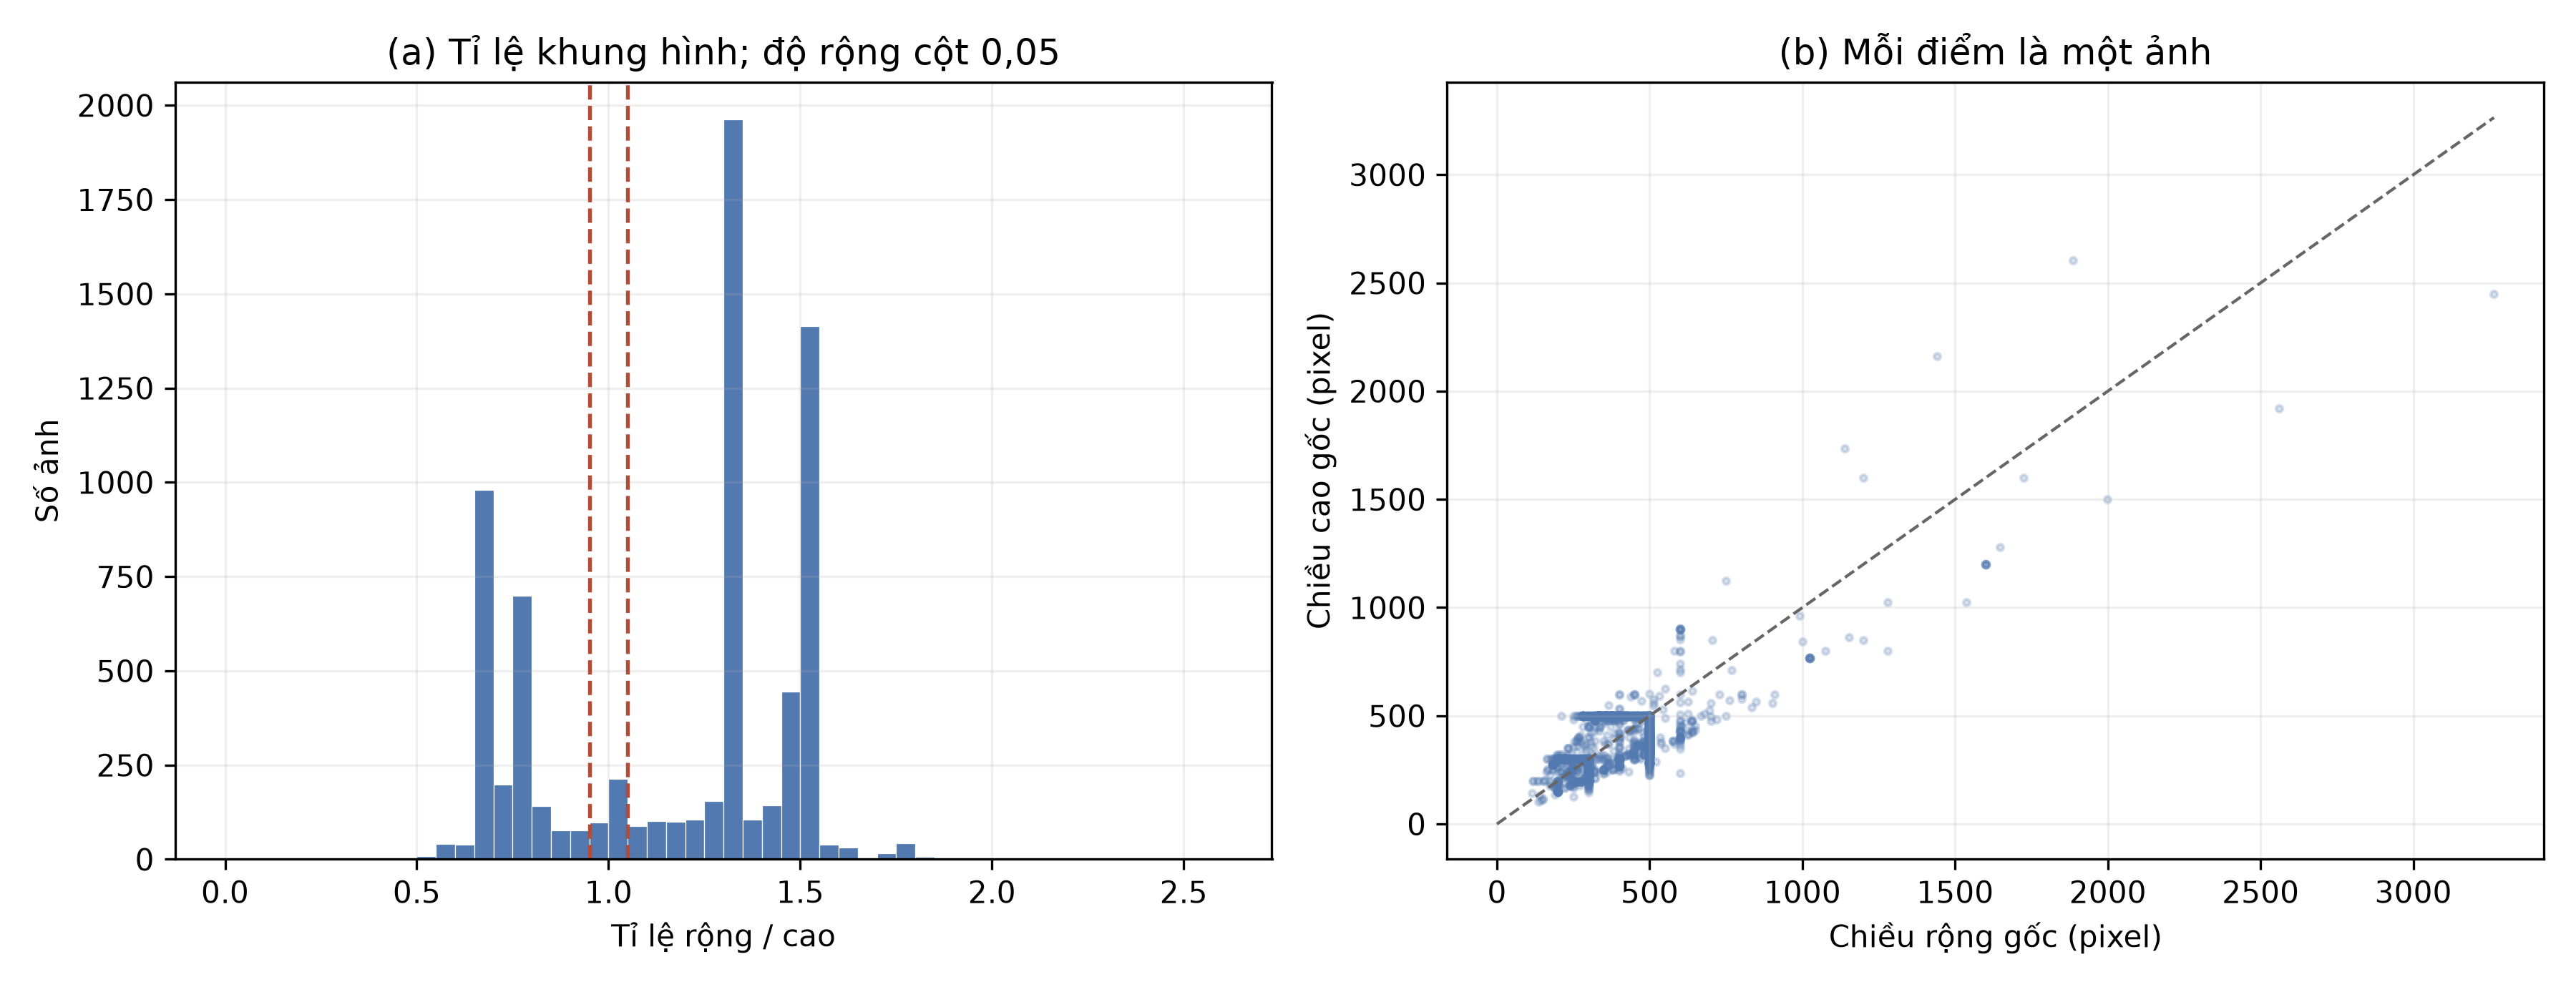 (a) Tỉ lệ khung hình; độ rộng cột 0,05
2000
1750
1500
1250
1000
750
500
250
0
Số ảnh
0.0 0.5 1.0 1.5 2.0 2.5
Tỉ lệ rộng / cao
(b) Mỗi điểm là một ảnh
3000
2500
2000
1500
1000
500
0
Chiều cao gốc (pixel)
0 500 1000 1500 2000 2500 3000
Chiều rộng gốc (pixel)